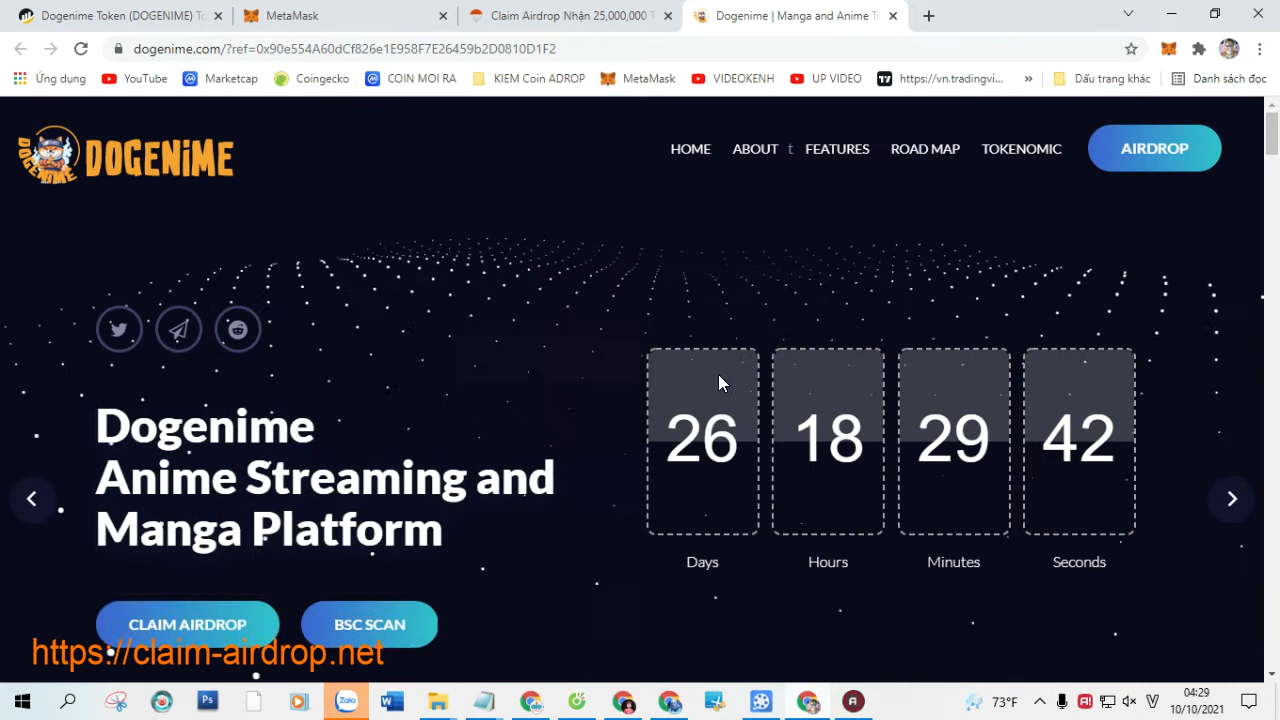 Dogenime Token (DOGENIME) To
MetaMask
Claim Airdrop Nhận 25,000,000 T
Dogenime | Manga and Anime To
dogenime.com/?ref=0x90e554A60dCf826e1E958F7E26459b2D0810D1F2
Ứng dụng
YouTube
Marketcap
Coingecko
COIN MOI RA
KIEM Coin ADROP
MetaMask
VIDEOKENH
UP VIDEO
https://vn.tradingvi...
»
Dấu trang khác
Danh sách đọc
DOGENIME
DOGENIME
HOME
ABOUT
t
FEATURES
ROAD MAP
TOKENOMIC
AIRDROP
Dogenime
Anime Streaming and
Manga Platform
26
18
29
42
Days
Hours
Minutes
Seconds
CLAIM AIRDROP
BSC SCAN
https://claim-airdrop.net
Ps
Zalo
W
73°F
V
04:29
10/10/2021